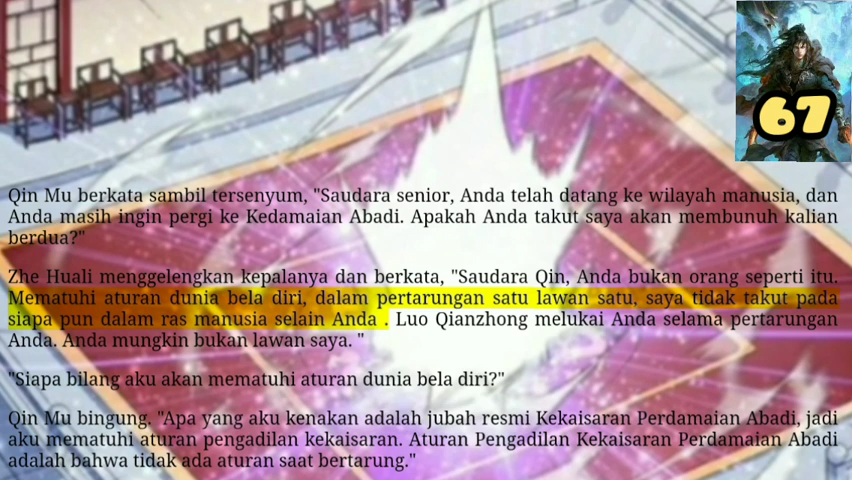 67
Qin Mu berkata sambil tersenyum, "Saudara senior, Anda telah datang ke wilayah manusia, dan
Anda masih ingin pergi ke Kedamaian Abadi. Apakah Anda takut saya akan membunuh kalian
berdua?"
Zhe Huali menggelengkan kepalanya dan berkata, "Saudara Qin, Anda bukan orang seperti itu.
Mematuhi aturan dunia bela diri, dalam pertarungan satu lawan satu, saya tidak takut pada
siapa pun dalam ras manusia selain Anda . Luo Qianzhong melukai Anda selama pertarungan
Anda. Anda mungkin bukan lawan saya. "
"Siapa bilang aku akan mematuhi aturan dunia bela diri?"
Qin Mu bingung. "Apa yang aku kenakan adalah jubah resmi Kekaisaran Perdamaian Abadi, jadi
aku mematuhi aturan pengadilan kekaisaran. Aturan Pengadilan Kekaisaran Perdamaian Abadi
adalah bahwa tidak ada aturan saat bertarung."